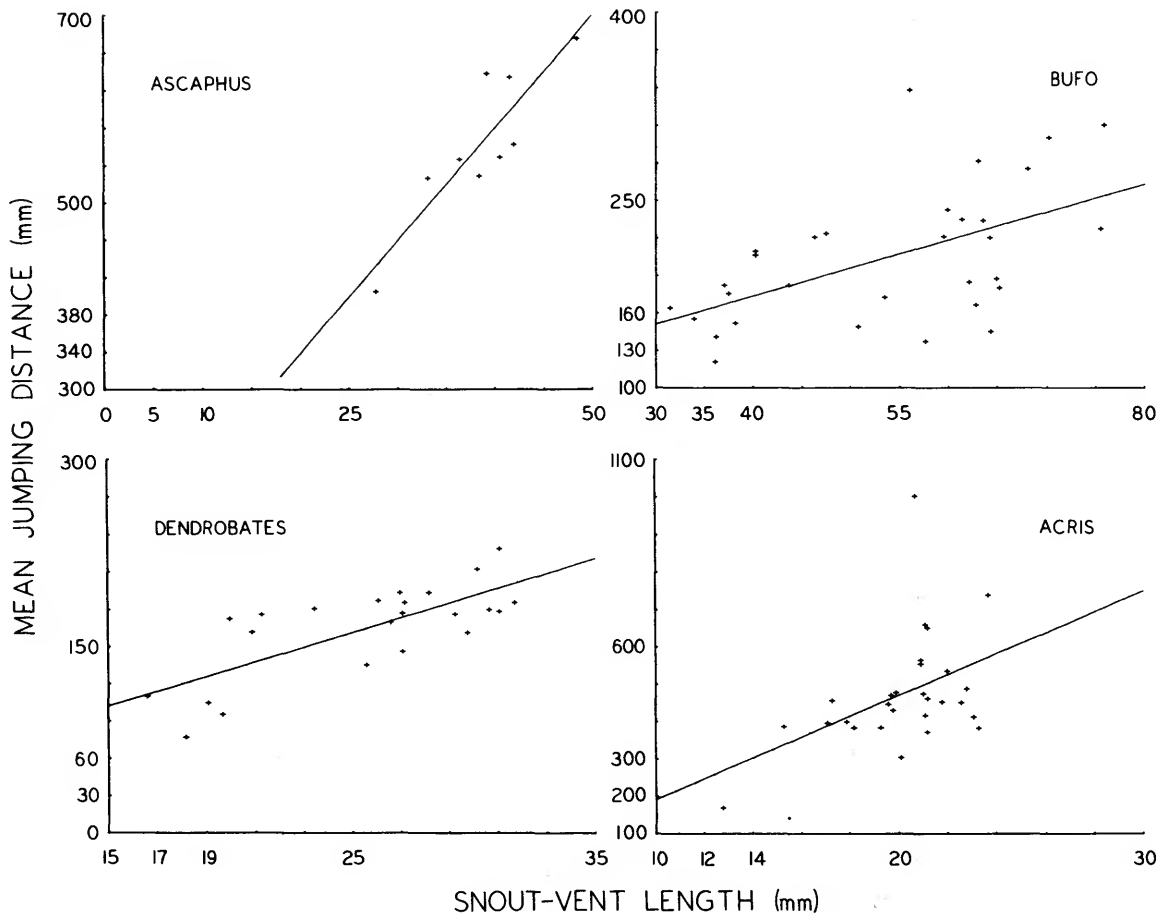 MEAN JUMPING DISTANCE (mm)
700
500
380
340
300
ASCAPHUS
0 5 10 25 50
400
250
160
130
100
BUFO
30 35 40 55 80
300
150
60
30
0
DENDROBATES
15 17 19 25 35
1100
600
300
200
100
ACRIS
10 12 14 20 30
SNOUT-VENT LENGTH (mm)